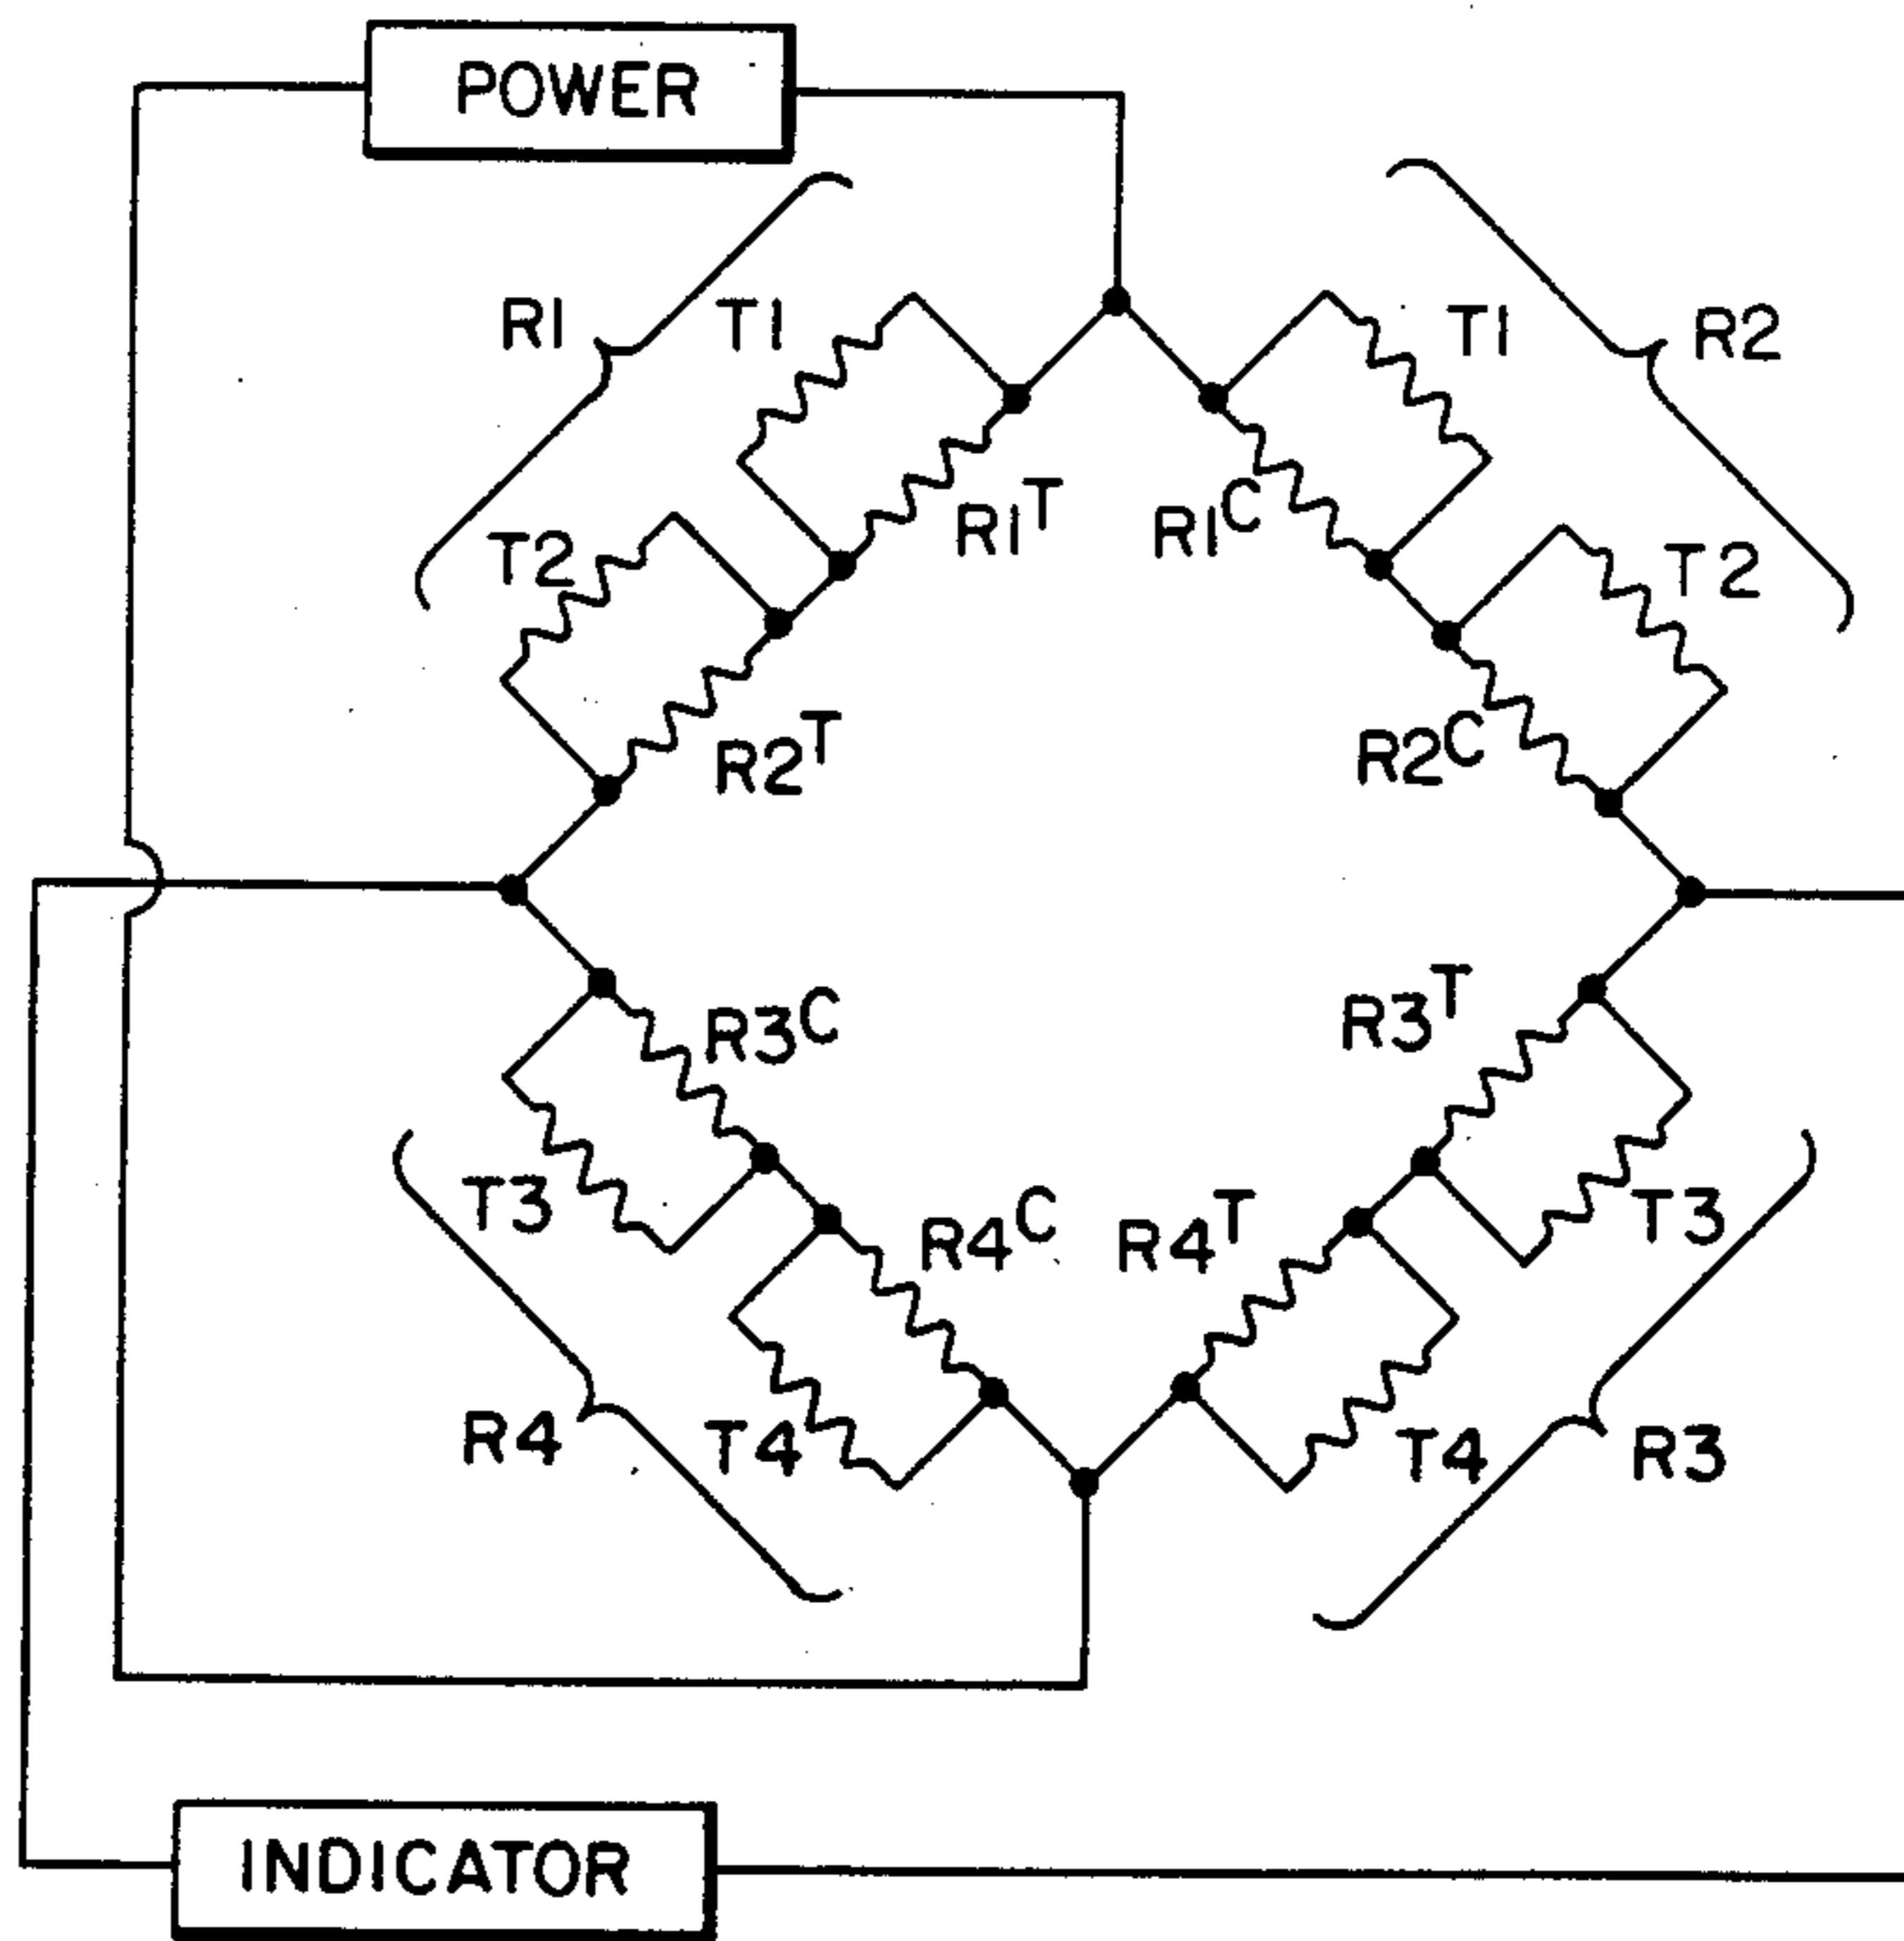 POWER
R1
T1
T1
R2
R1T
R1C
T2
T2
R2T
R2C
R3C
R3T
T3
R4C
R4T
T3
R4
T4
T4
R3
INDICATOR